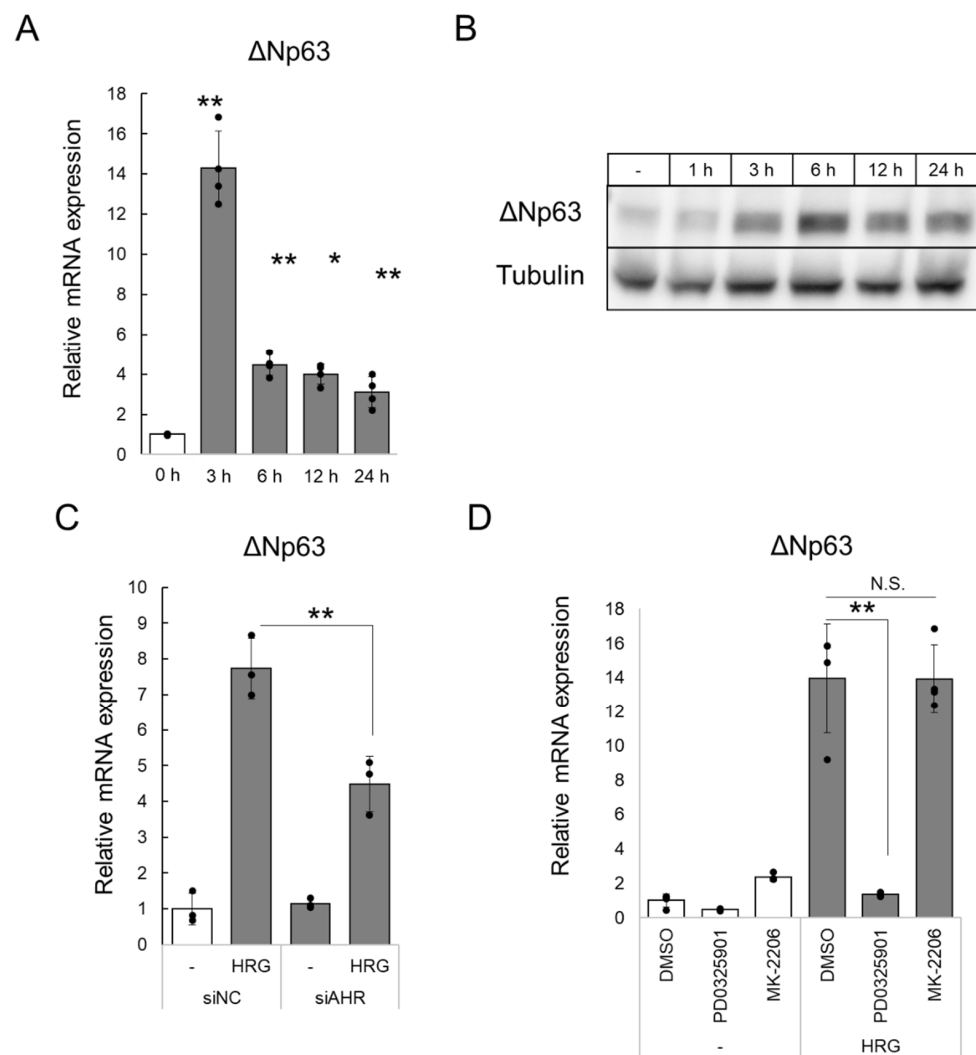 A
ΔNp63
Relative mRNA expression
18
16
14
12
10
8
6
4
2
0
**
**
*
**
0 h 3 h 6 h 12 h 24 h
B
- 1 h 3 h 6 h 12 h 24 h
ΔNp63
Tubulin
C
ΔNp63
Relative mRNA expression
10
9
8
7
6
5
4
3
2
1
0
**
- HRG - HRG
siNC siAHR
D
ΔNp63
Relative mRNA expression
18
16
14
12
10
8
6
4
2
0
N.S.
**
DMSO PD0325901 MK-2206 DMSO PD0325901 MK-2206
- HRG